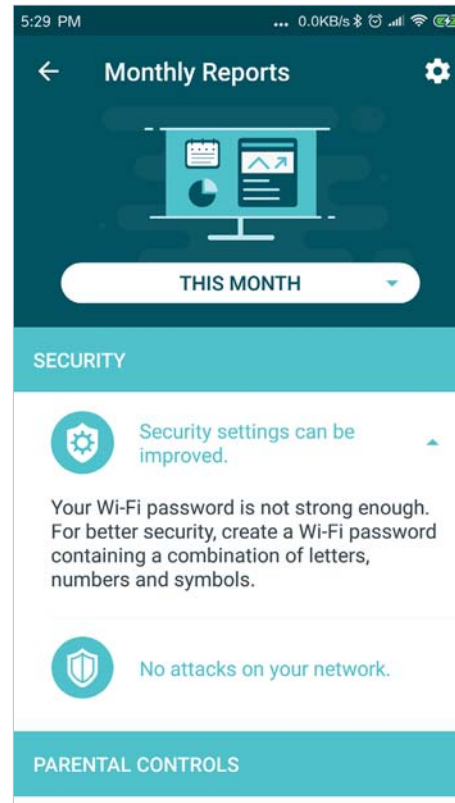 5:29 PM ... 0.0KB/s
Monthly Reports
THIS MONTH
SECURITY
Security settings can be
improved.
Your Wi-Fi password is not strong enough.
For better security, create a Wi-Fi password
containing a combination of letters,
numbers and symbols.
No attacks on your network.
PARENTAL CONTROLS